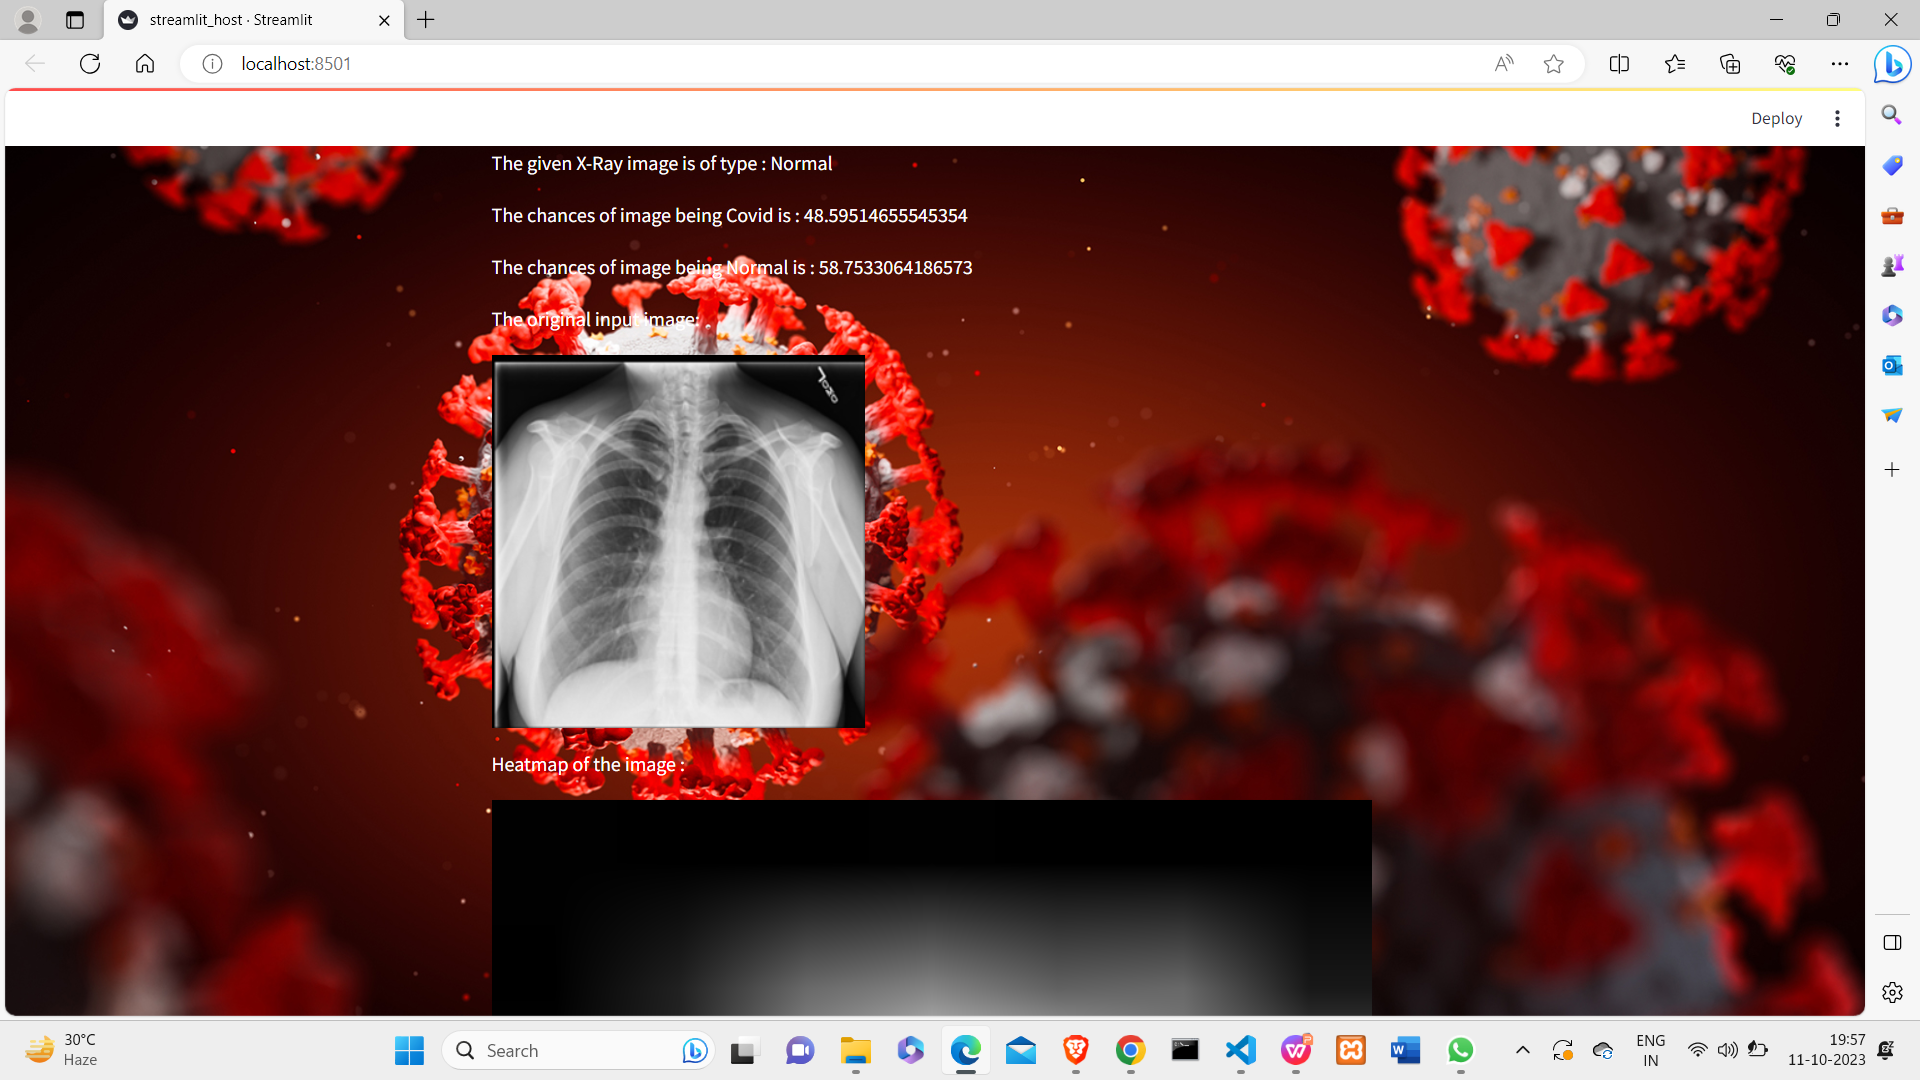 streamlit_host · Streamlit
localhost:8501
Deploy
The given X-Ray image is of type : Normal
The chances of image being Covid is : 48.59514655545354
The chances of image being Normal is : 58.7533064186573
The original input image:
Heatmap of the image :
30°C
Haze
Search
ENG
IN
19:57
11-10-2023